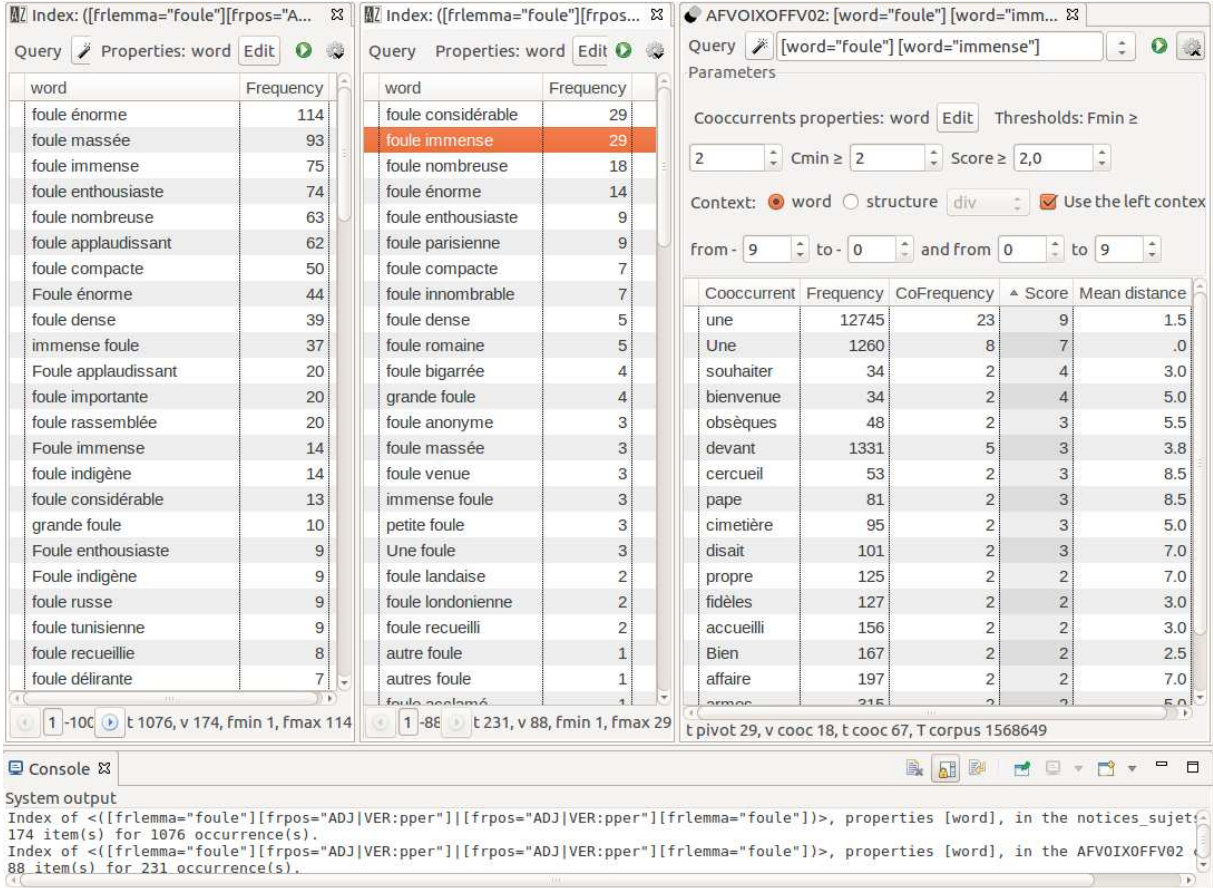 Index: ([frlemma="foule"][frpos="A...
Query Properties: word Edit
word Frequency
foule énorme 114
foule massée 93
foule immense 75
foule enthousiaste 74
foule nombreuse 63
foule applaudissant 62
foule compacte 50
Foule énorme 44
foule dense 39
immense foule 37
Foule applaudissant 20
foule importante 20
foule rassemblée 20
Foule immense 14
foule indigène 14
foule considérable 13
grande foule 10
Foule enthousiaste 9
Foule indigène 9
foule russe 9
foule tunisienne 9
foule recueillie 8
foule délirante 7
1 -100 t 1076, v 174, fmin 1, fmax 114
Index: ([frlemma="foule"][frpos...
Query Properties: word Edit
word Frequency
foule considérable 29
foule immense 29
foule nombreuse 18
foule énorme 14
foule enthousiaste 9
foule parisienne 9
foule compacte 7
foule innombrable 7
foule dense 5
foule romaine 5
foule bigarrée 4
grande foule 4
foule anonyme 3
foule massée 3
foule venue 3
immense foule 3
petite foule 3
Une foule 3
foule landaise 2
foule londonienne 2
foule recueilli 2
autre foule 1
autres foule 1
foule acclamé 1
1 -88 t 231, v 88, fmin 1, fmax 29
AFVOIXOFFV02: [word="foule"] [word="imm...
Query [word="foule"] [word="immense"]
Parameters
Cooccurrents properties: word Edit Thresholds: Fmin ≥
2 Cmin ≥ 2 Score ≥ 2,0
Context: word structure div Use the left contex
from - 9 to - 0 and from 0 to 9
Cooccurrent Frequency CoFrequency Score Mean distance
une 12745 23 9 1.5
Une 1260 8 7 .0
souhaiter 34 2 4 3.0
bienvenue 34 2 4 5.0
obsèques 48 2 3 5.5
devant 1331 5 3 3.8
cercueil 53 2 3 8.5
pape 81 2 3 8.5
cimetière 95 2 3 5.0
disait 101 2 3 7.0
propre 125 2 2 7.0
fidèles 127 2 2 3.0
accueilli 156 2 2 3.0
Bien 167 2 2 2.5
affaire 197 2 2 7.0
armes 315 2 2 5.0
t pivot 29, v cooc 18, t cooc 67, T corpus 1568649
Console
System output
Index of <([frlemma="foule"][frpos="ADJ|VER:pper"]|[frpos="ADJ|VER:pper"][frlemma="foule"])>, properties [word], in the notices_sujets
174 item(s) for 1076 occurrence(s).
Index of <([frlemma="foule"][frpos="ADJ|VER:pper"]|[frpos="ADJ|VER:pper"][frlemma="foule"])>, properties [word], in the AFVOIXOFFV02
88 item(s) for 231 occurrence(s).